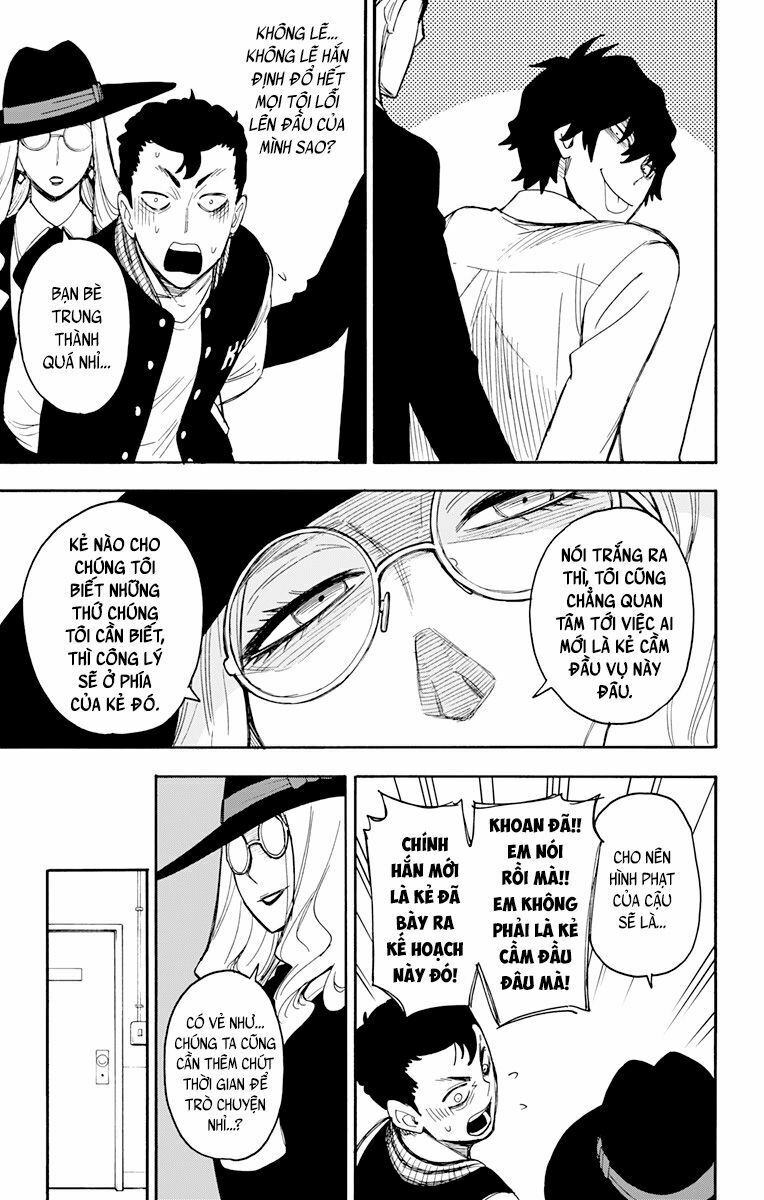 KHÔNG LẼ...
KHÔNG LẼ HẮN
ĐỊNH ĐỔ HẾT
MỌI TỘI LỖI
LÊN ĐẦU CỦA
MÌNH SAO?
BẠN BÈ
TRUNG
THÀNH
QUÁ NHỈ...
NÓI TRẮNG RA
THÌ, TÔI CŨNG
CHẲNG QUAN
TÂM TỚI VIỆC AI
MỚI LÀ KẺ CẦM
ĐẦU VỤ NÀY
ĐÂU.
KẺ NÀO CHO
CHÚNG TÔI
BIẾT NHỮNG
THỨ CHÚNG
TÔI CẦN BIẾT,
THÌ CÔNG LÝ
SẼ Ở PHÍA
CỦA KẺ ĐÓ.
CHO NÊN
HÌNH PHẠT
CỦA CẬU
SẼ LÀ...
KHOAN ĐÃ!!
EM NÓI
RỒI MÀ!!
EM KHÔNG
PHẢI LÀ KẺ
CẦM ĐẦU
ĐÂU MÀ!
CHÍNH
HẮN MỚI
LÀ KẺ ĐÃ
BÀY RA
KẾ HOẠCH
NÀY ĐÓ!
CÓ VẺ NHƯ...
CHÚNG TA CŨNG
CẦN THÊM CHÚT
THỜI GIAN ĐỂ
TRÒ CHUYỆN
NHỈ...?